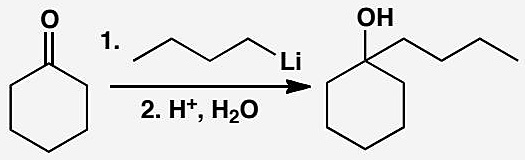 O
1.
Li
2. H⁺, H₂O
OH